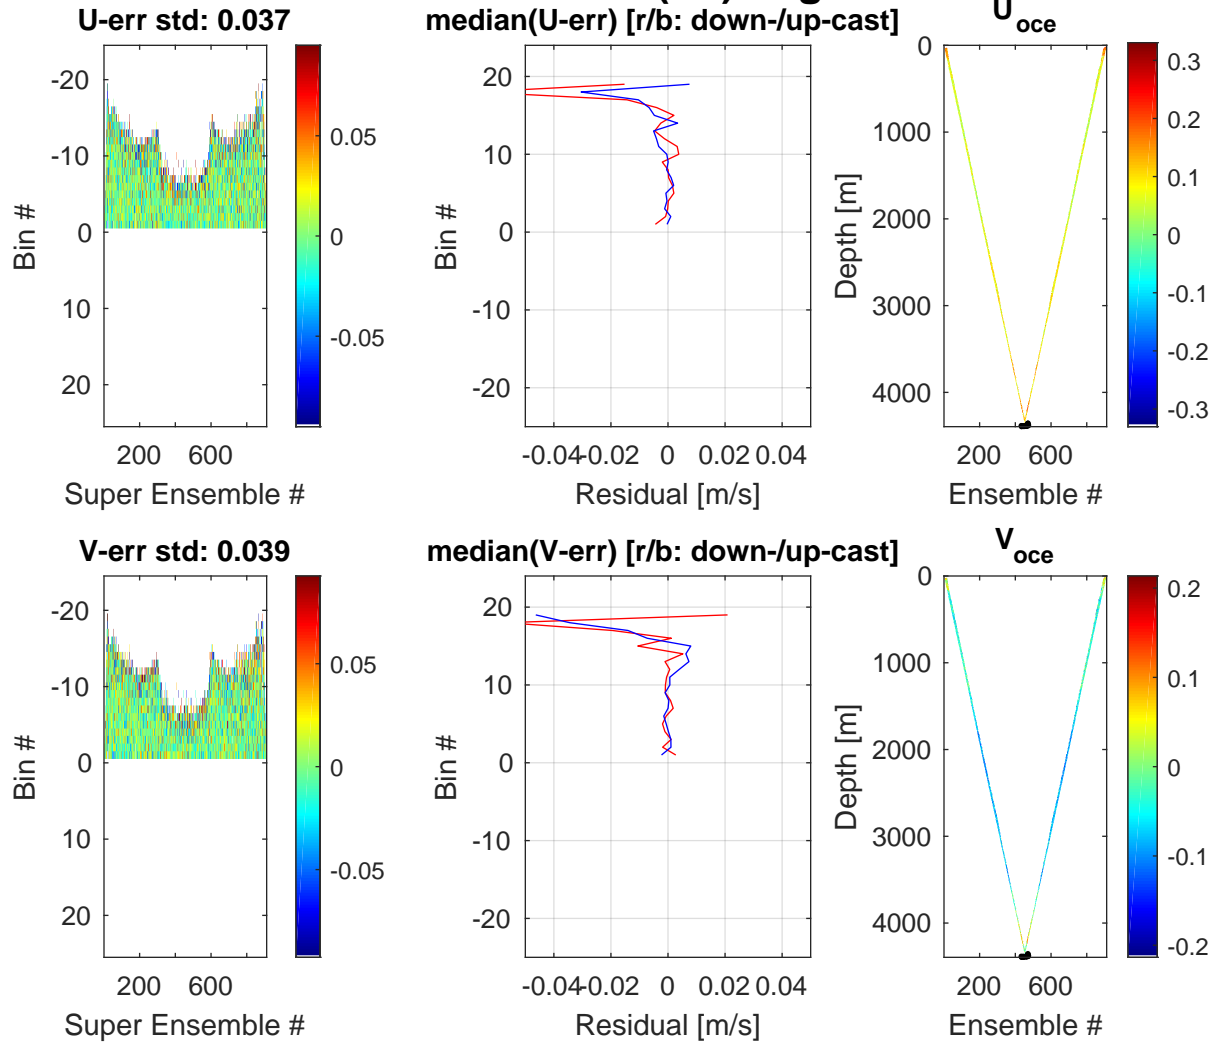 U-err std: 0.037
-20
-10
0
10
20
Bin #
200 600
Super Ensemble #
0.05
0
-0.05
median(U-err) [r/b: down-/up-cast]
20
10
0
-10
-20
Bin #
-0.04 -0.02 0 0.02 0.04
Residual [m/s]
U_oce
0
1000
2000
3000
4000
Depth [m]
200 600
Ensemble #
0.3
0.2
0.1
0
-0.1
-0.2
-0.3
V-err std: 0.039
-20
-10
0
10
20
Bin #
200 600
Super Ensemble #
0.05
0
-0.05
median(V-err) [r/b: down-/up-cast]
20
10
0
-10
-20
Bin #
-0.04 -0.02 0 0.02 0.04
Residual [m/s]
V_oce
0
1000
2000
3000
4000
Depth [m]
200 600
Ensemble #
0.2
0.1
0
-0.1
-0.2